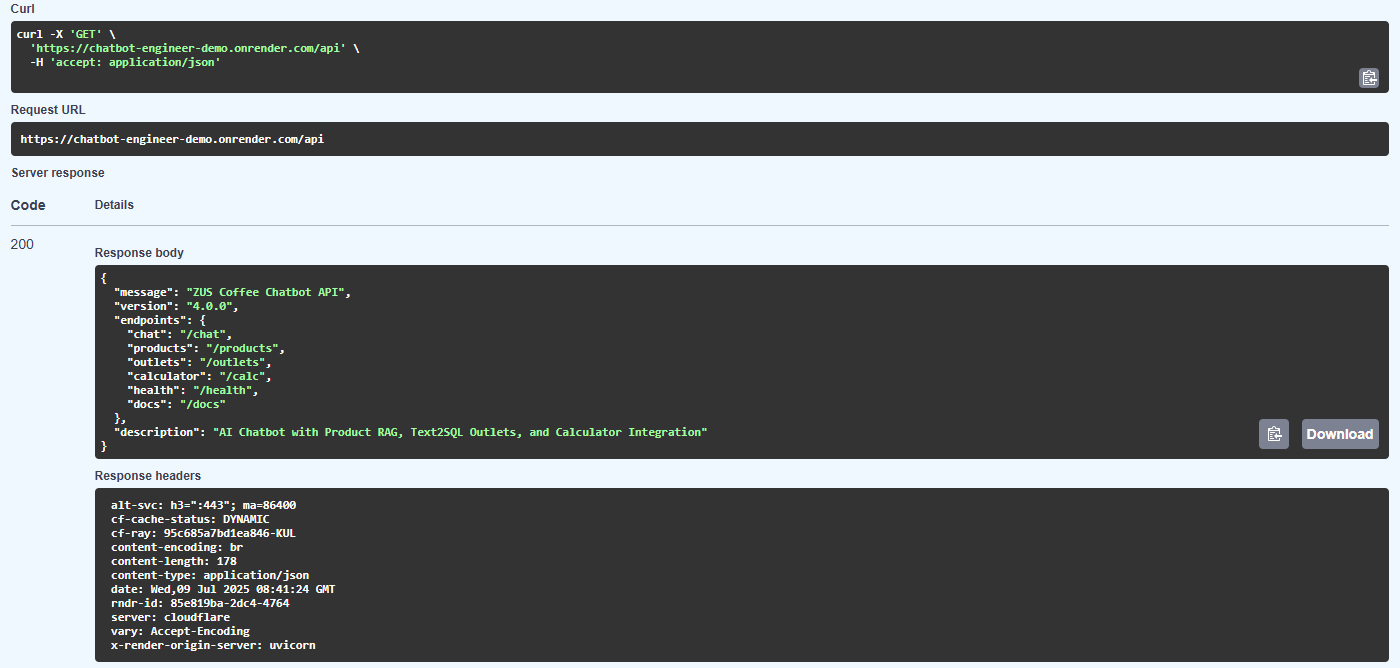 Curl
curl -X 'GET' \
  'https://chatbot-engineer-demo.onrender.com/api' \
  -H 'accept: application/json'
Request URL
https://chatbot-engineer-demo.onrender.com/api
Server response
Code Details
200
Response body
{
  "message": "ZUS Coffee Chatbot API",
  "version": "4.0.0",
  "endpoints": {
    "chat": "/chat",
    "products": "/products",
    "outlets": "/outlets",
    "calculator": "/calc",
    "health": "/health",
    "docs": "/docs"
  },
  "description": "AI Chatbot with Product RAG, Text2SQL Outlets, and Calculator Integration"
}
Download
Response headers
alt-svc: h3=":443"; ma=86400
cf-cache-status: DYNAMIC
cf-ray: 95c685a7bd1ea846-KUL
content-encoding: br
content-length: 178
content-type: application/json
date: Wed,09 Jul 2025 08:41:24 GMT
rndr-id: 85e819ba-2dc4-4764
server: cloudflare
vary: Accept-Encoding
x-render-origin-server: uvicorn